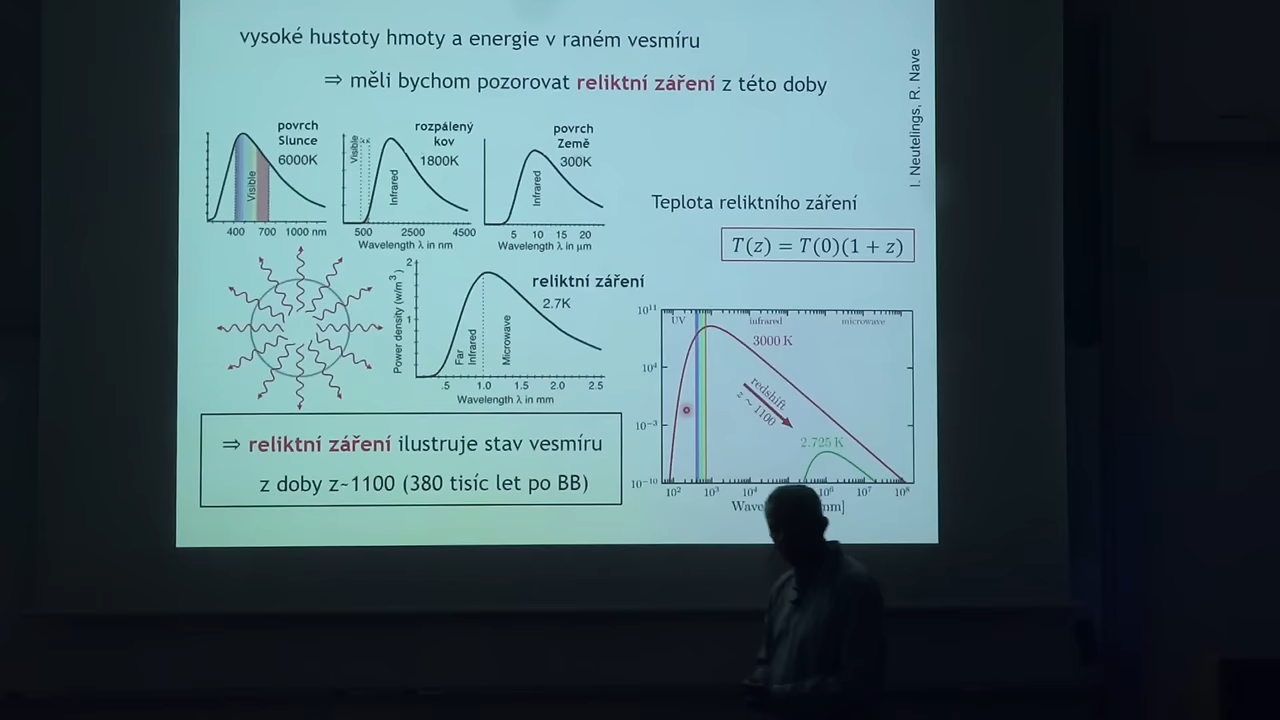 vysoké hustoty hmoty a energie v raném vesmíru
⇒ měli bychom pozorovat reliktní záření z této doby
I. Neutelings, R. Nave
povrch
Slunce
6000K
Visible
400 700 1000 nm
rozpálený
kov
1800K
Visible
Infrared
500 2500 4500
Wavelength λ in nm
povrch
Země
300K
Infrared
5 10 15 20
Wavelength λ in μm
Teplota reliktního záření
T(z) = T(0)(1 + z)
reliktní záření
2.7K
Power density (w/m³)
2
1
Far
Infrared
Microwave
.5 1.0 1.5 2.0 2.5
Wavelength λ in mm
UV infrared microwave
3000 K
redshift
z ~ 1100
2.725 K
10¹¹
10⁴
10⁻³
10⁻¹⁰
10² 10³ 10⁴ 10⁶ 10⁷ 10⁸
nm]
⇒ reliktní záření ilustruje stav vesmíru
z doby z~1100 (380 tisíc let po BB)